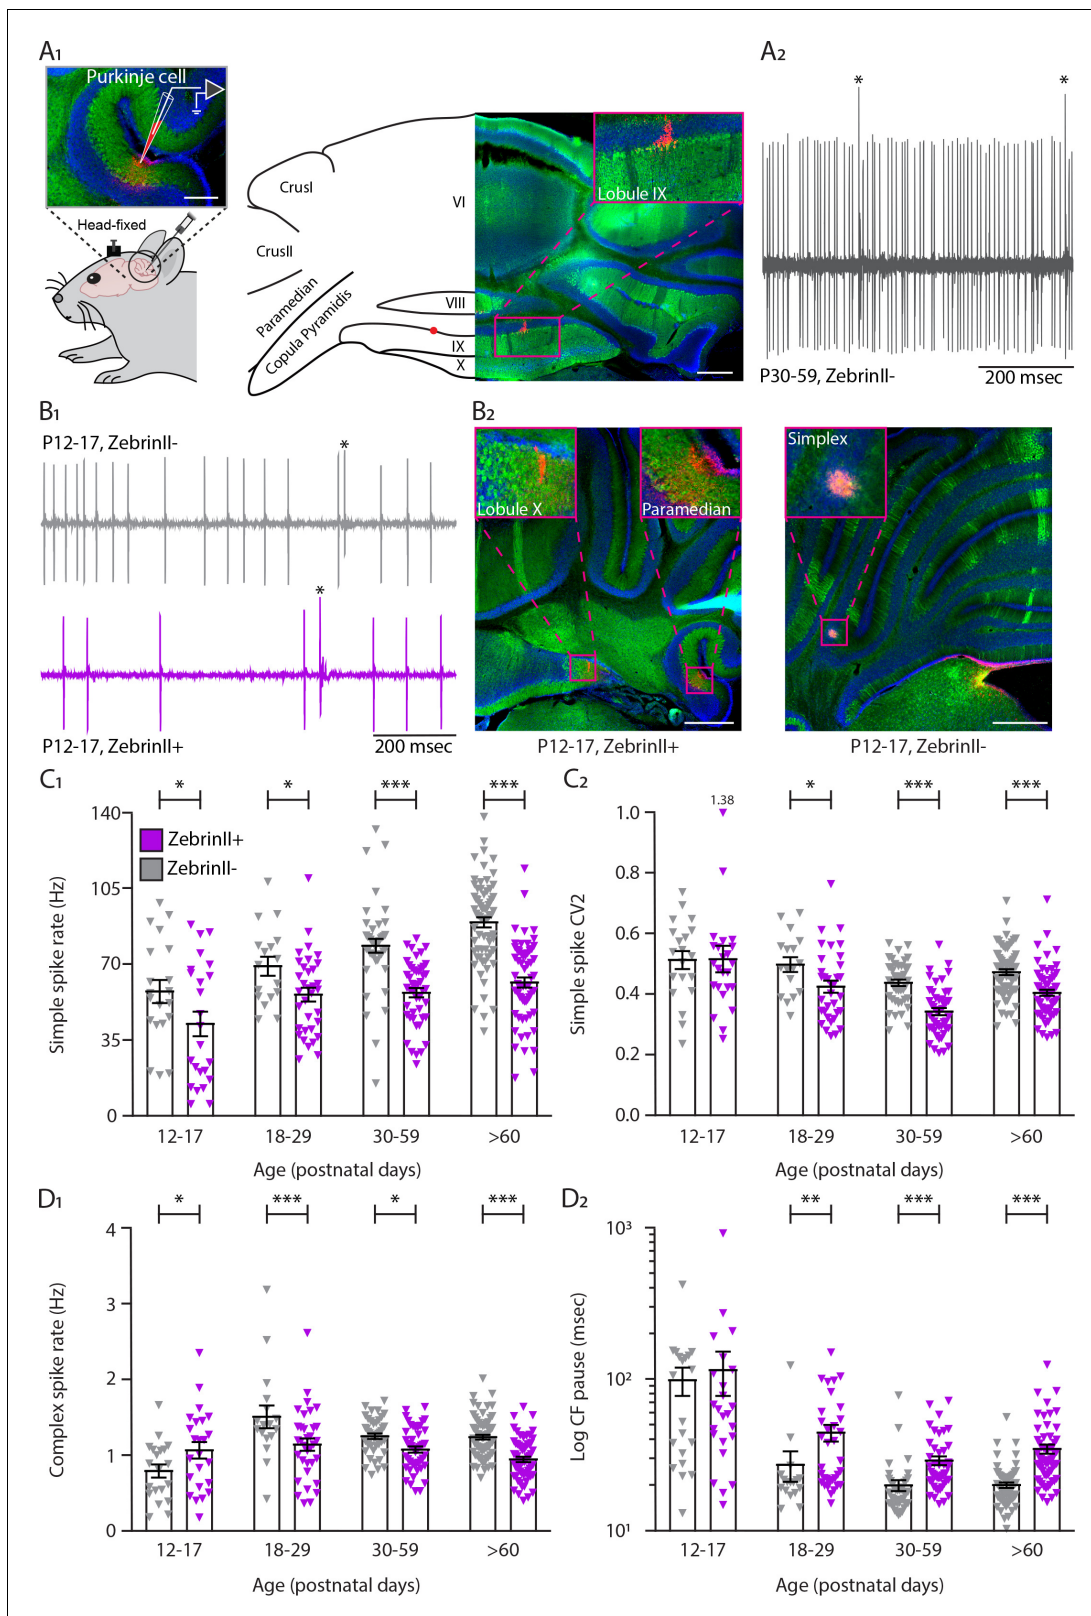 A1
Purkinje cell
Head-fixed
CrusI
CrusII
Paramedian
Copula Pyramidis
VI
VIII
IX
X
Lobule IX
A2
*
*
P30-59, ZebrinII-
200 msec
B1
P12-17, ZebrinII-
*
*
P12-17, ZebrinII+
200 msec
B2
Lobule X
Paramedian
P12-17, ZebrinII+
Simplex
P12-17, ZebrinII-
C1
* * *** ***
140
105
70
35
0
ZebrinII+
ZebrinII-
Simple spike rate (Hz)
12-17 18-29 30-59 >60
Age (postnatal days)
C2
* *** ***
1.38
1.0
0.8
0.6
0.4
0.2
0.0
Simple spike CV2
12-17 18-29 30-59 >60
Age (postnatal days)
D1
* *** * ***
4
3
2
1
0
Complex spike rate (Hz)
12-17 18-29 30-59 >60
Age (postnatal days)
D2
** *** ***
10³
10²
10¹
Log CF pause (msec)
12-17 18-29 30-59 >60
Age (postnatal days)